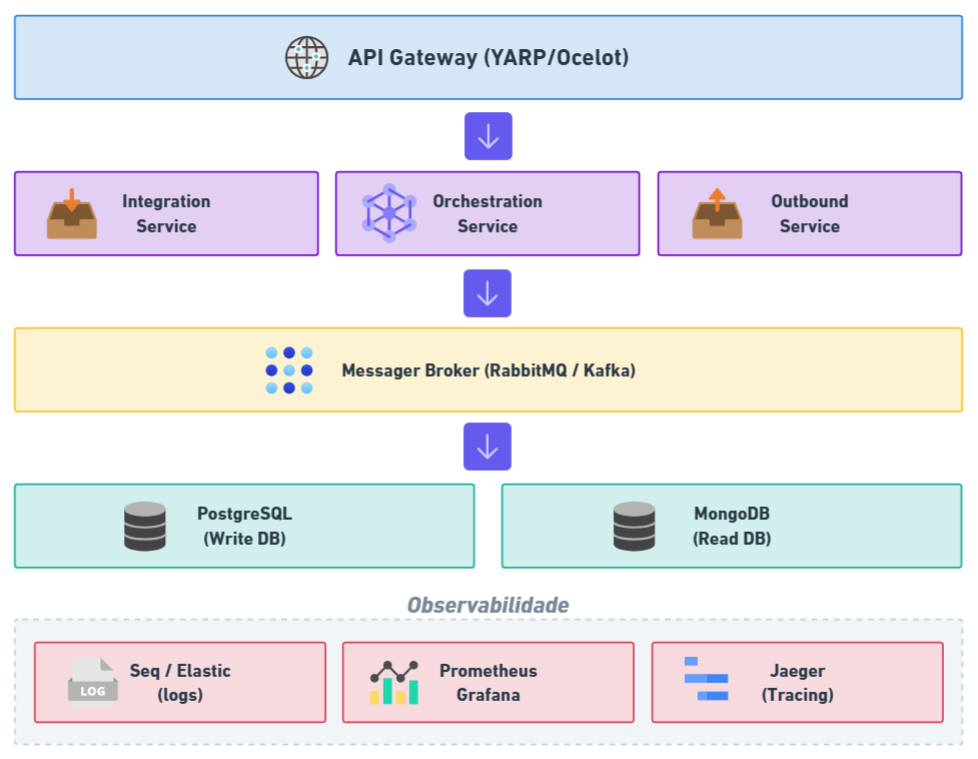 API Gateway (YARP/Ocelot)
Integration
Service
Orchestration
Service
Outbound
Service
Messager Broker (RabbitMQ / Kafka)
PostgreSQL
(Write DB)
MongoDB
(Read DB)
Observabilidade
LOG
Seq / Elastic
(logs)
Prometheus
Grafana
Jaeger
(Tracing)